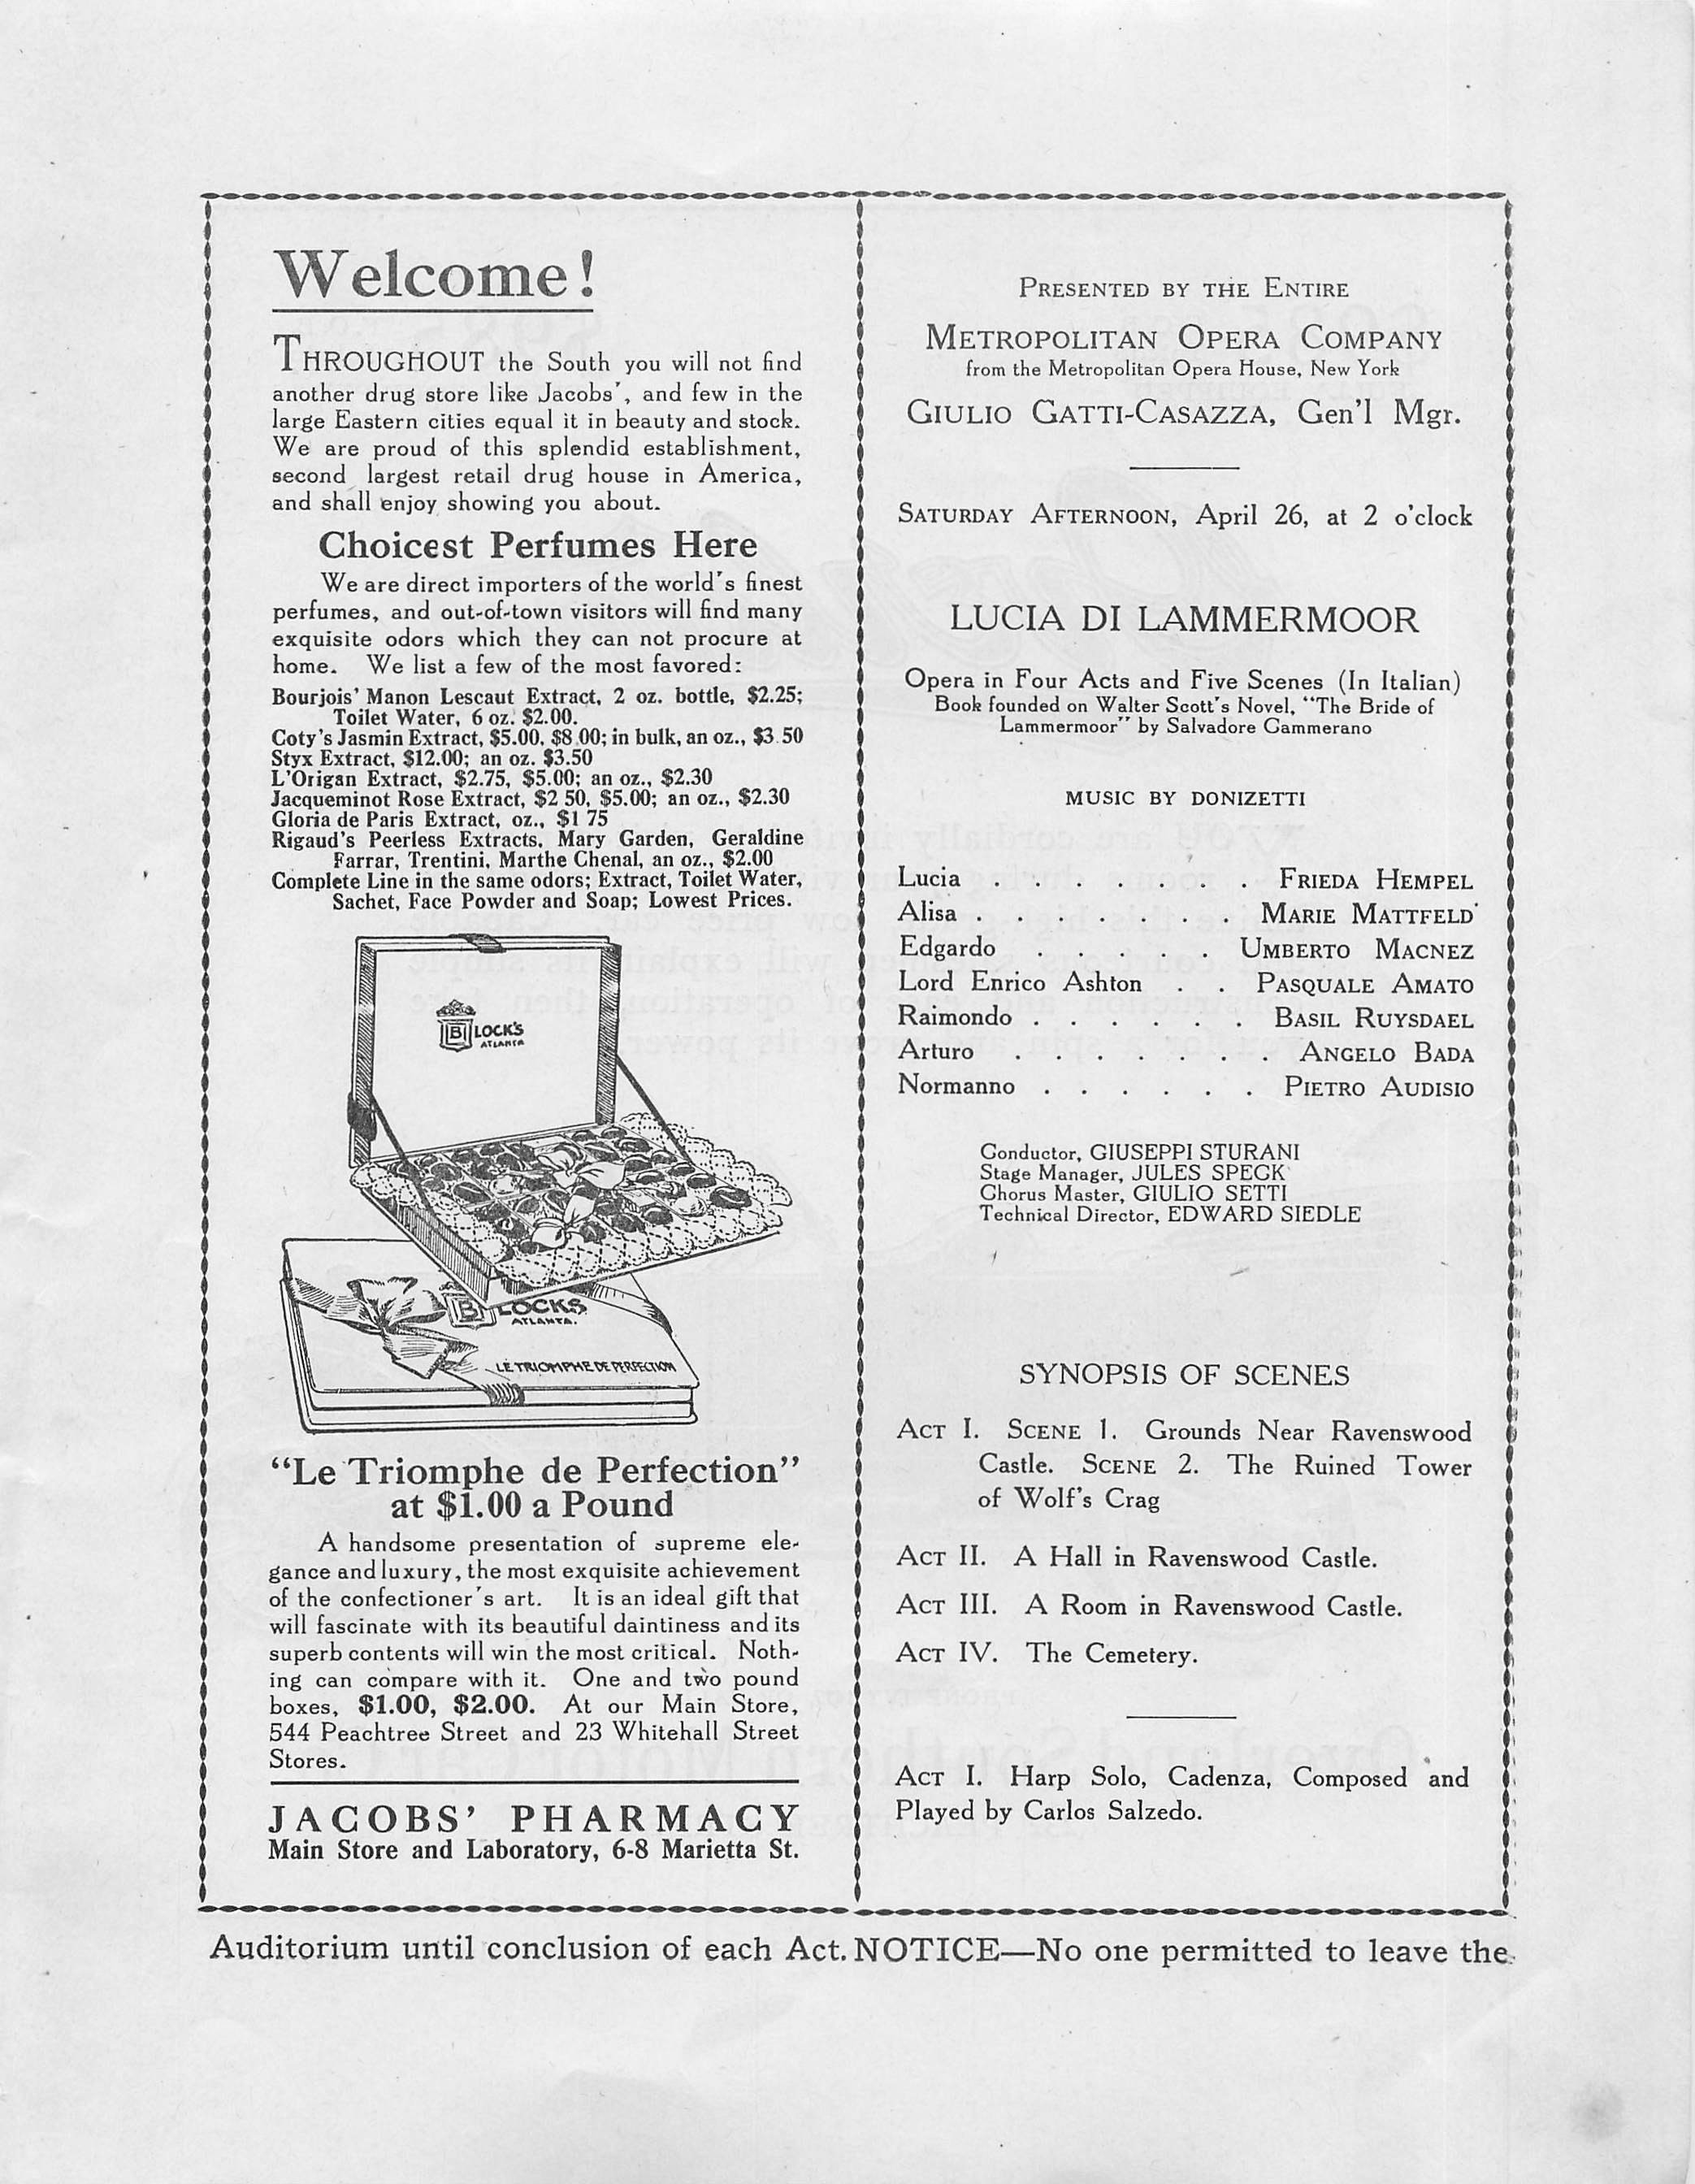 Welcome!
THROUGHOUT the South you will not find
another drug store like Jacobs', and few in the
large Eastern cities equal it in beauty and stock.
We are proud of this splendid establishment,
second largest retail drug house in America,
and shall enjoy showing you about.
Choicest Perfumes Here
We are direct importers of the world's finest
perfumes, and out-of-town visitors will find many
exquisite odors which they can not procure at
home. We list a few of the most favored:
Bourjois' Manon Lescaut Extract, 2 oz. bottle, $2.25;
Toilet Water, 6 oz. $2.00.
Coty's Jasmin Extract, $5.00, $8.00; in bulk, an oz., $3.50
Styx Extract, $12.00; an oz. $3.50
L'Origan Extract, $2.75, $5.00; an oz., $2.30
Jacqueminot Rose Extract, $2 50, $5.00; an oz., $2.30
Gloria de Paris Extract, oz., $1 75
Rigaud's Peerless Extracts, Mary Garden, Geraldine
Farrar, Trentini, Marthe Chenal, an oz., $2.00
Complete Line in the same odors; Extract, Toilet Water,
Sachet, Face Powder and Soap; Lowest Prices.
BLOCK'S
ATLANTA
BLOCKS
ATLANTA.
LE TRIOMPHE DE PERFECTION
"Le Triomphe de Perfection"
at $1.00 a Pound
A handsome presentation of supreme ele-
gance and luxury, the most exquisite achievement
of the confectioner's art. It is an ideal gift that
will fascinate with its beautiful daintiness and its
superb contents will win the most critical. Noth-
ing can compare with it. One and two pound
boxes, $1.00, $2.00. At our Main Store,
544 Peachtree Street and 23 Whitehall Street
Stores.
JACOBS' PHARMACY
Main Store and Laboratory, 6-8 Marietta St.
PRESENTED BY THE ENTIRE
METROPOLITAN OPERA COMPANY
from the Metropolitan Opera House, New York
GIULIO GATTI-CASAZZA, Gen'l Mgr.
SATURDAY AFTERNOON, April 26, at 2 o'clock
LUCIA DI LAMMERMOOR
Opera in Four Acts and Five Scenes (In Italian)
Book founded on Walter Scott's Novel, "The Bride of
Lammermoor" by Salvadore Cammerano
MUSIC BY DONIZETTI
Lucia . . . . . . . FRIEDA HEMPEL
Alisa . . . . . . . MARIE MATTFELD
Edgardo . . . . . UMBERTO MACNEZ
Lord Enrico Ashton . . PASQUALE AMATO
Raimondo . . . . . . BASIL RUYSDAEL
Arturo . . . . . . . ANGELO BADA
Normanno . . . . . . PIETRO AUDISIO
Conductor, GIUSEPPI STURANI
Stage Manager, JULES SPECK
Chorus Master, GIULIO SETTI
Technical Director, EDWARD SIEDLE
SYNOPSIS OF SCENES
ACT I. SCENE 1. Grounds Near Ravenswood
Castle. SCENE 2. The Ruined Tower
of Wolf's Crag
ACT II. A Hall in Ravenswood Castle.
ACT III. A Room in Ravenswood Castle.
ACT IV. The Cemetery.
ACT I. Harp Solo, Cadenza, Composed and
Played by Carlos Salzedo.
Auditorium until conclusion of each Act. NOTICE—No one permitted to leave the